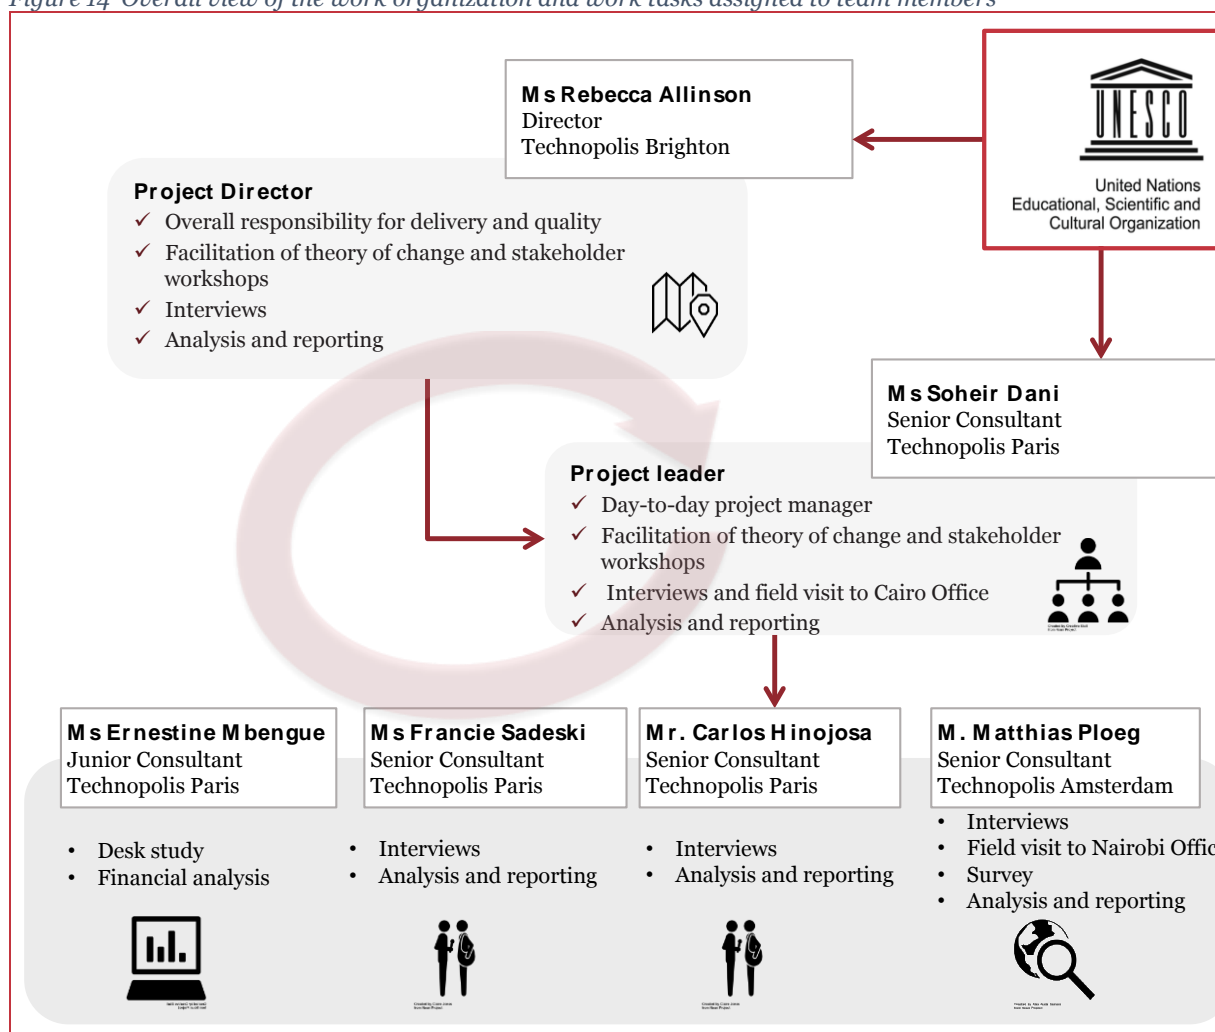 Figure 14 Overall view of the work organization and work tasks assigned to team members
Ms Rebecca Allinson
Director
Technopolis Brighton
UNESCO
United Nations
Educational, Scientific and
Cultural Organization
Project Director
✓ Overall responsibility for delivery and quality
✓ Facilitation of theory of change and stakeholder
workshops
✓ Interviews
✓ Analysis and reporting
Ms Soheir Dani
Senior Consultant
Technopolis Paris
Project leader
✓ Day-to-day project manager
✓ Facilitation of theory of change and stakeholder
workshops
✓ Interviews and field visit to Cairo Office
✓ Analysis and reporting
Ms Ernestine Mbengue
Junior Consultant
Technopolis Paris
• Desk study
• Financial analysis
Ms Francie Sadeski
Senior Consultant
Technopolis Paris
• Interviews
• Analysis and reporting
Mr. Carlos Hinojosa
Senior Consultant
Technopolis Paris
• Interviews
• Analysis and reporting
M. Matthias Ploeg
Senior Consultant
Technopolis Amsterdam
• Interviews
• Field visit to Nairobi Offic
• Survey
• Analysis and reporting